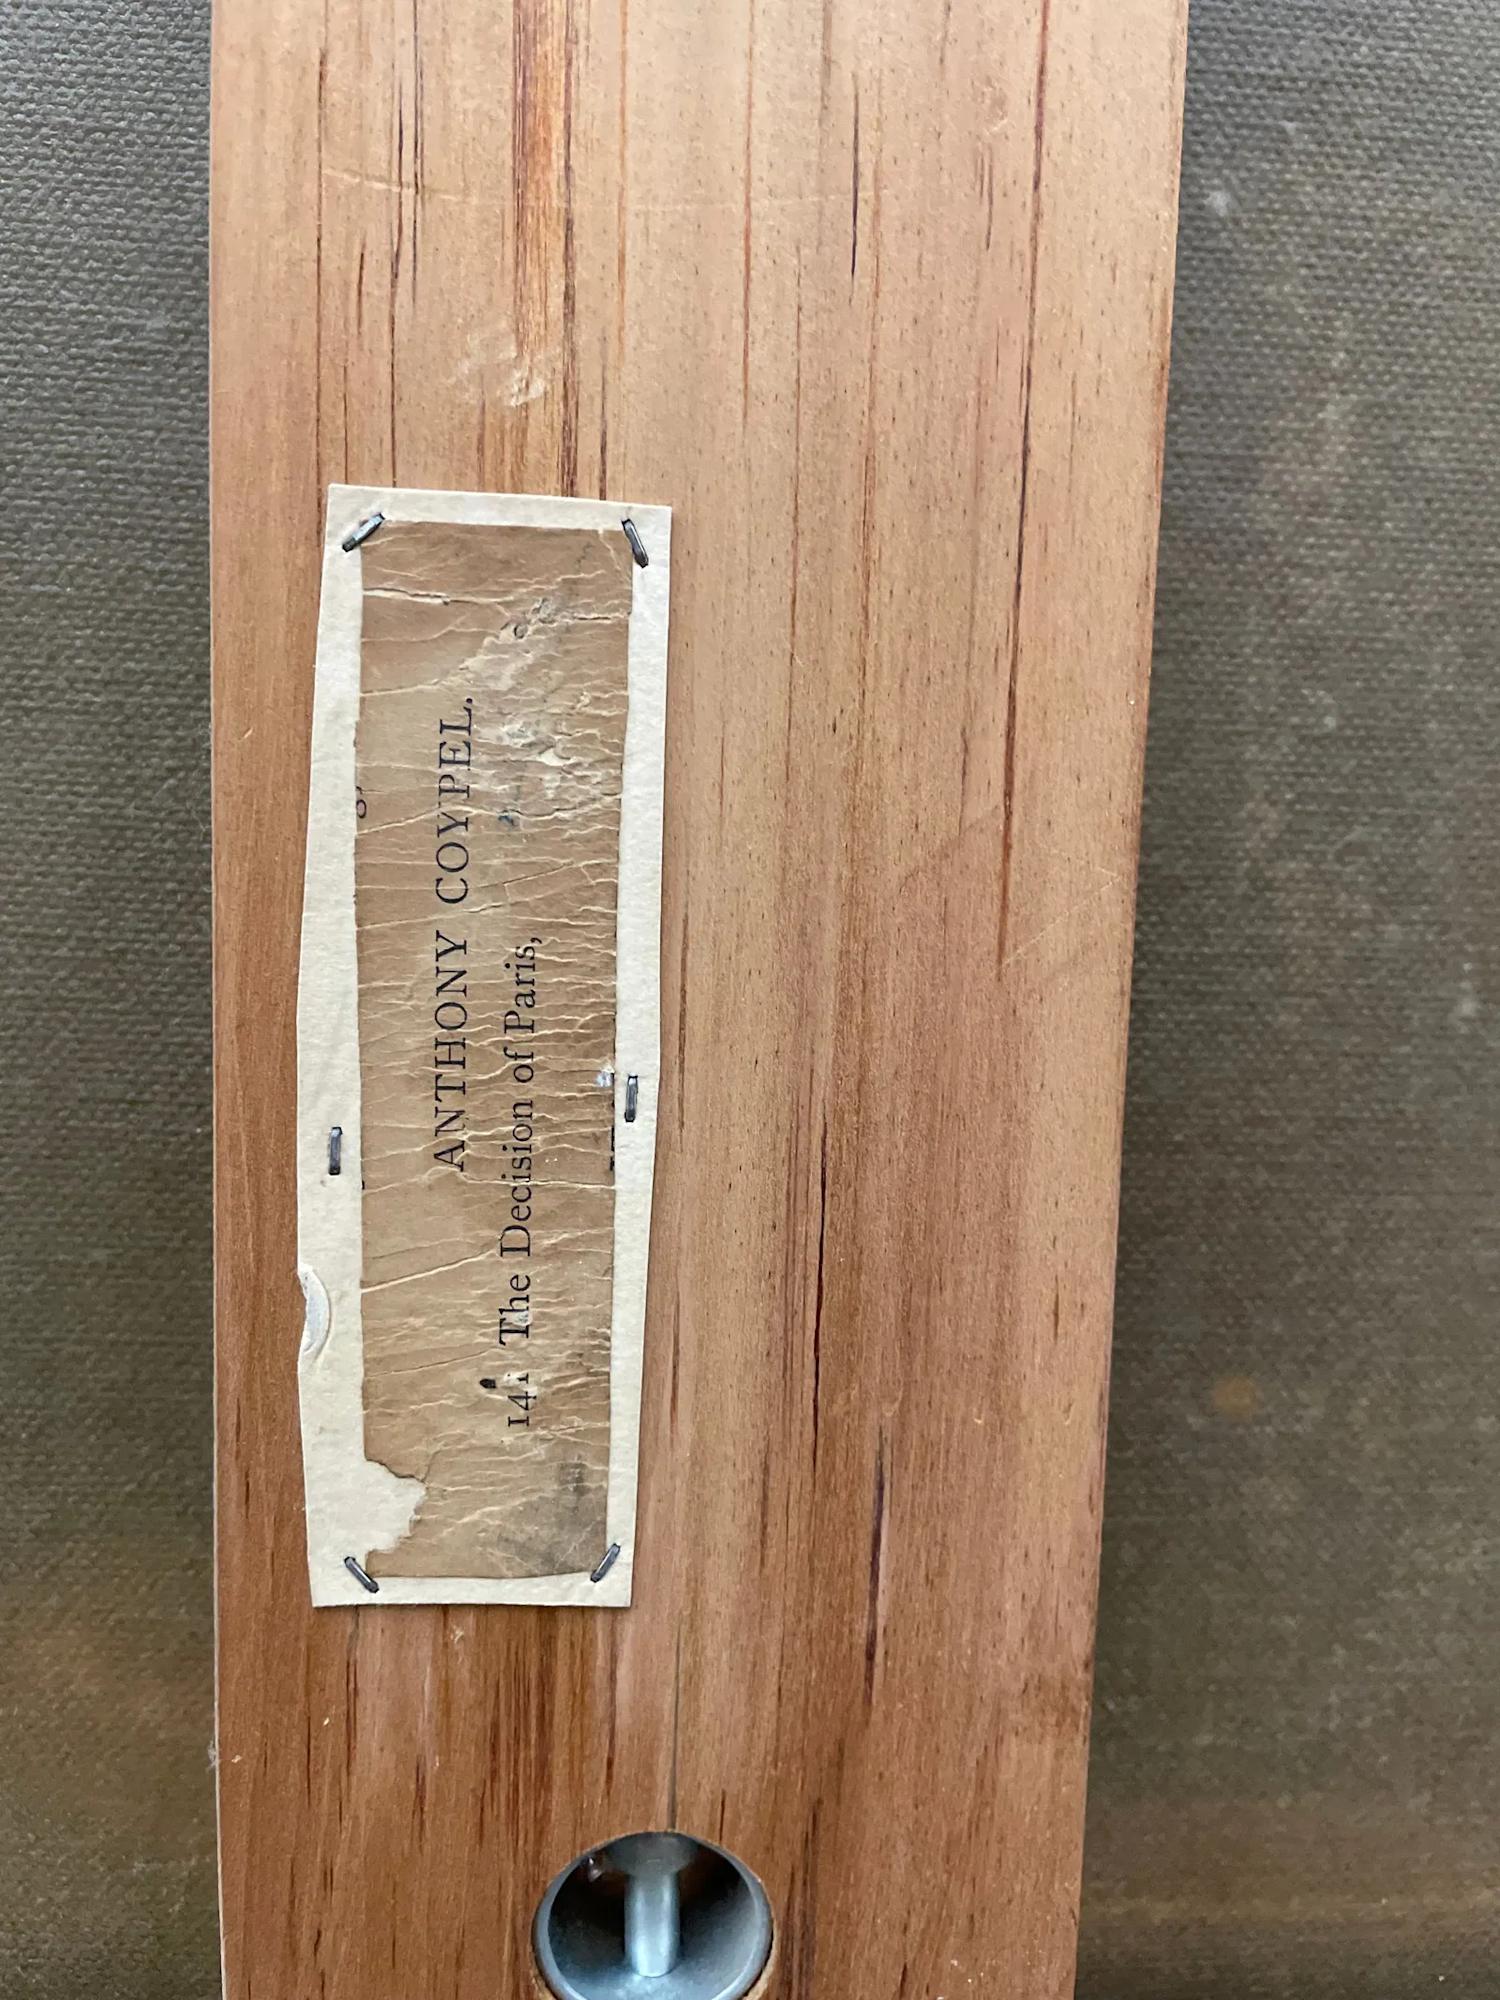 ANTHONY COYPEL.
141 The Decision of Paris,